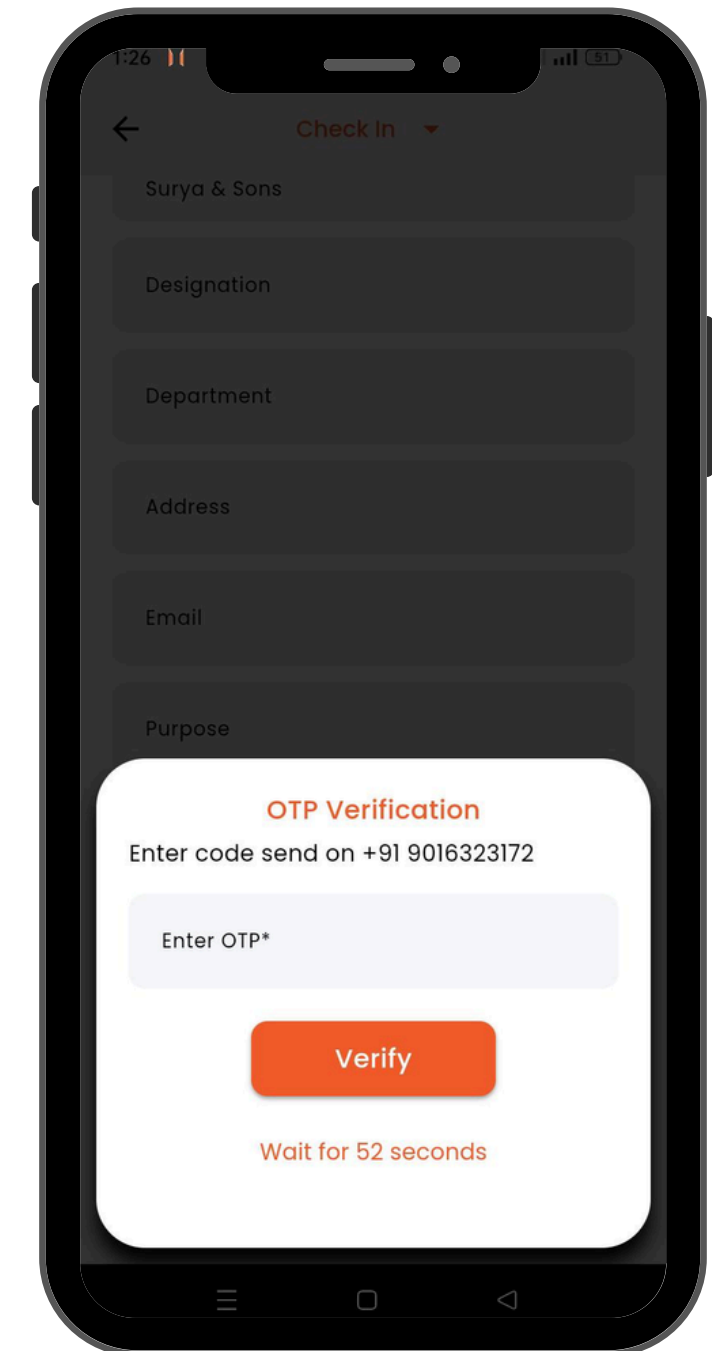 1:26
51
Check In
Surya & Sons
Designation
Department
Address
Email
Purpose
OTP Verification
Enter code send on +91 9016323172
Enter OTP*
Verify
Wait for 52 seconds